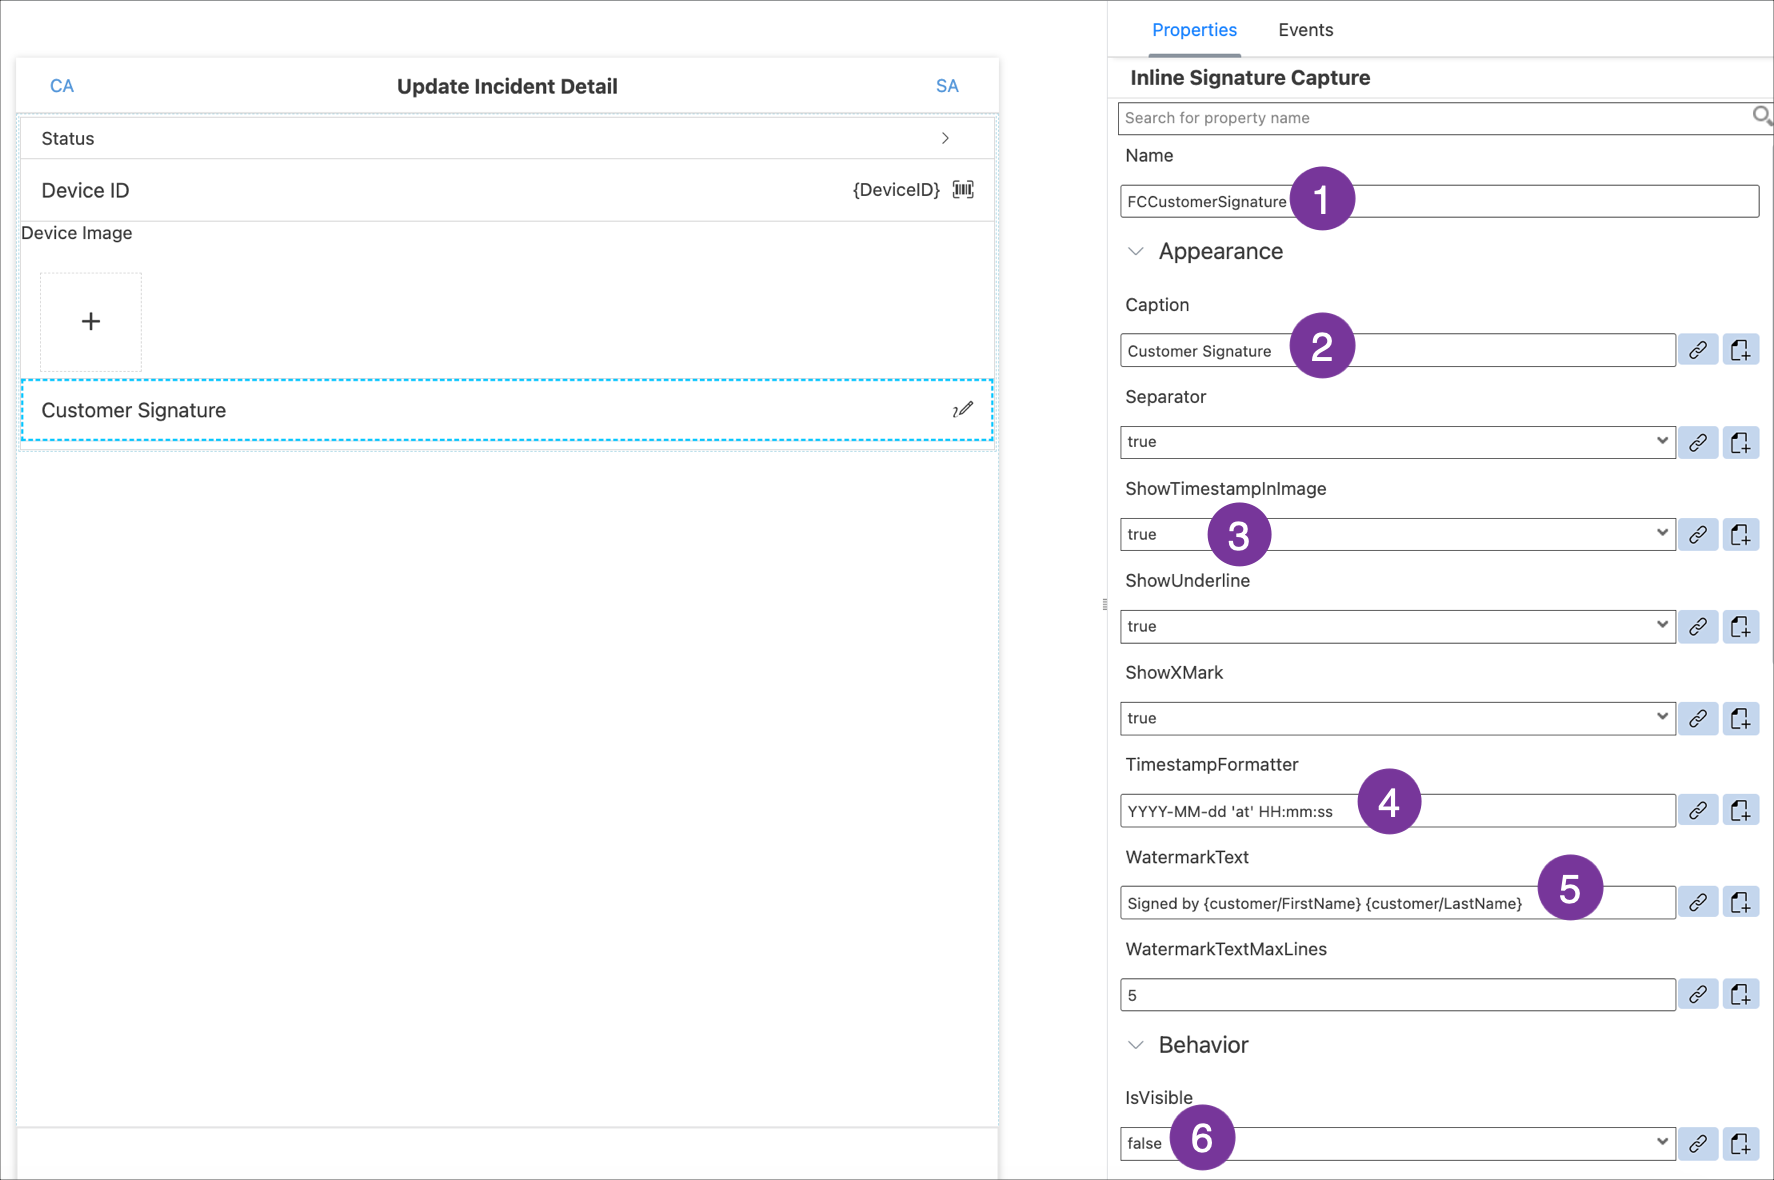 CA
Update Incident Detail
SA
Status
Device ID
{DeviceID}
Device Image
+
Customer Signature
Properties
Events
Inline Signature Capture
Search for property name
Name
FCCustomerSignature
1
Appearance
Caption
Customer Signature
2
Separator
true
ShowTimestampInImage
true
3
ShowUnderline
true
ShowXMark
true
TimestampFormatter
YYYY-MM-dd 'at' HH:mm:ss
4
WatermarkText
Signed by {customer/FirstName} {customer/LastName}
5
WatermarkTextMaxLines
5
Behavior
IsVisible
false
6